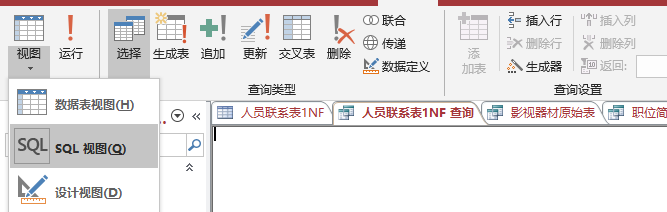 视图
运行
选择
生成表
追加
更新
交叉表
删除
联合
传递
数据定义
查询类型
添
加表
插入行
删除行
生成器
插入列
删除列
返回:
查询设置
数据表视图(H)
SQL SQL 视图(Q)
设计视图(D)
人员联系表1NF
人员联系表1NF 查询
影视器材原始表
职位简